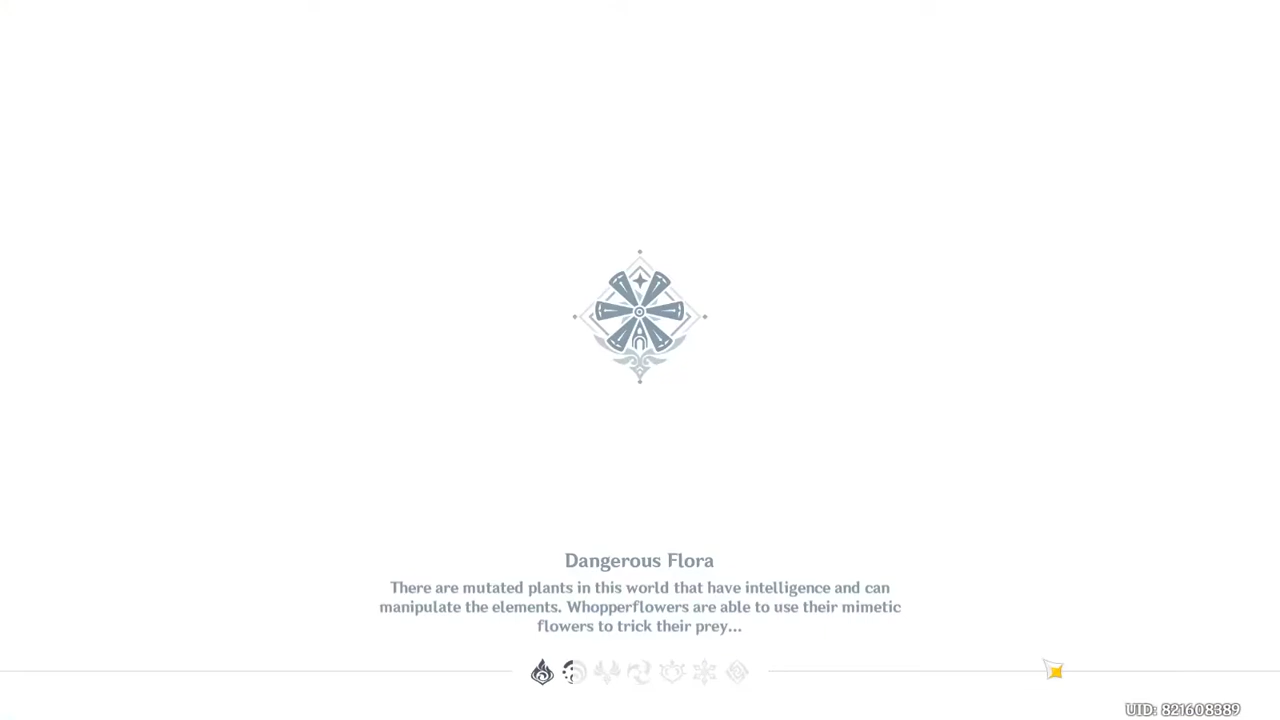 Dangerous Flora
There are mutated plants in this world that have intelligence and can
manipulate the elements. Whopperflowers are able to use their mimetic
flowers to trick their prey...
UID: 821608389